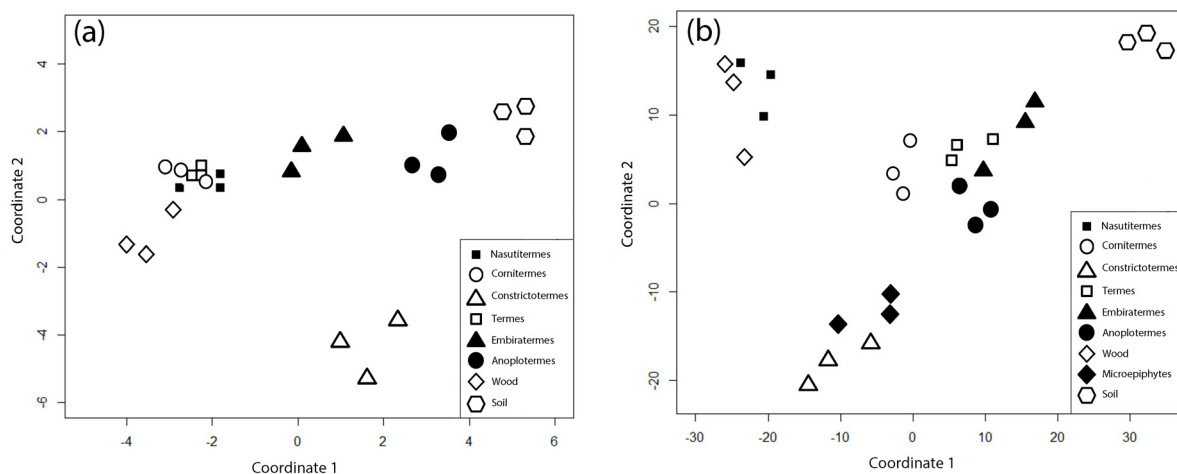 (a)
Coordinate 2
4
2
0
-2
-4
-6
-4
-2
0
2
4
6
Coordinate 1
Nasutitermes
Cornitermes
Constrictotermes
Termes
Embiratermes
Anoplotermes
Wood
Soil
(b)
Coordinate 2
20
10
0
-10
-20
-30
-20
-10
0
10
20
30
Coordinate 1
Nasutitermes
Cornitermes
Constrictotermes
Termes
Embiratermes
Anoplotermes
Wood
Microepiphytes
Soil